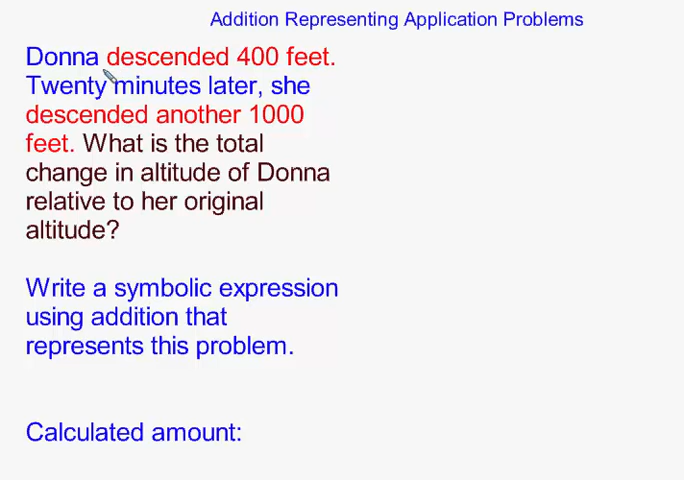 Addition Representing Application Problems
Donna descended 400 feet.
Twenty minutes later, she
descended another 1000
feet. What is the total
change in altitude of Donna
relative to her original
altitude?
Write a symbolic expression
using addition that
represents this problem.
Calculated amount: